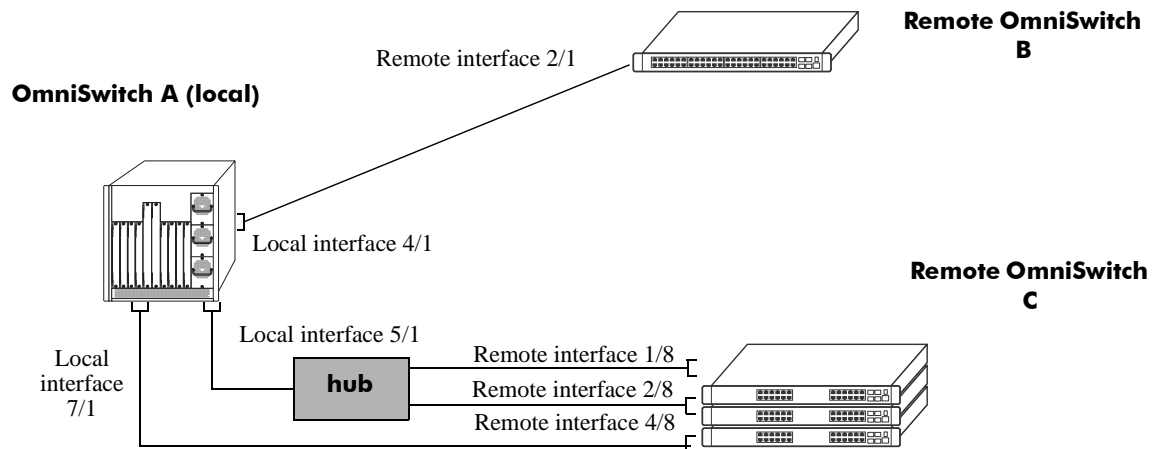 Remote OmniSwitch
B
Remote interface 2/1
OmniSwitch A (local)
Local interface 4/1
Remote OmniSwitch
C
Local interface 5/1
Local
interface
7/1
hub
Remote interface 1/8
Remote interface 2/8
Remote interface 4/8